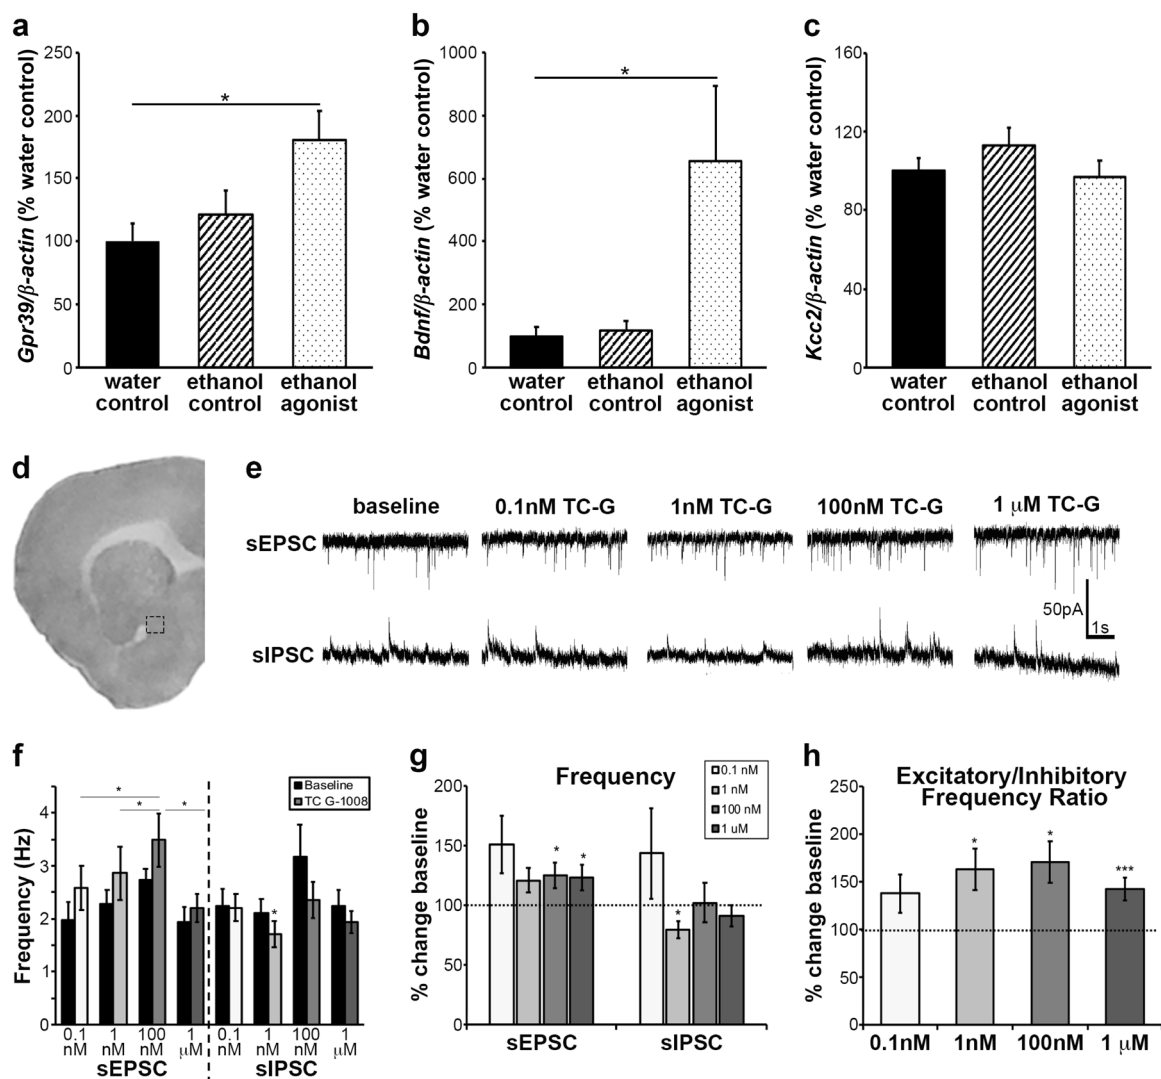 a
Gpr39/β-actin (% water control)
250
200
150
100
50
0
*
water control
ethanol control
ethanol agonist
b
Bdnf/β-actin (% water control)
1000
800
600
400
200
0
*
water control
ethanol control
ethanol agonist
c
Kcc2/β-actin (% water control)
160
120
80
40
0
water control
ethanol control
ethanol agonist
d
e
baseline 0.1nM TC-G 1nM TC-G 100nM TC-G 1 μM TC-G
sEPSC
50pA
1s
sIPSC
f
Frequency (Hz)
4
3
2
1
0
Baseline
TC G-1008
* * * *
0.1 nM
1 nM
100 nM
1 μM
0.1 nM
1 nM
100 nM
1 μM
sEPSC sIPSC
g
Frequency
% change baseline
200
150
100
50
0
0.1 nM
1 nM
100 nM
1 uM
* * *
sEPSC sIPSC
h
Excitatory/Inhibitory
Frequency Ratio
% change baseline
250
200
150
100
50
0
* * ***
0.1nM 1nM 100nM 1 μM